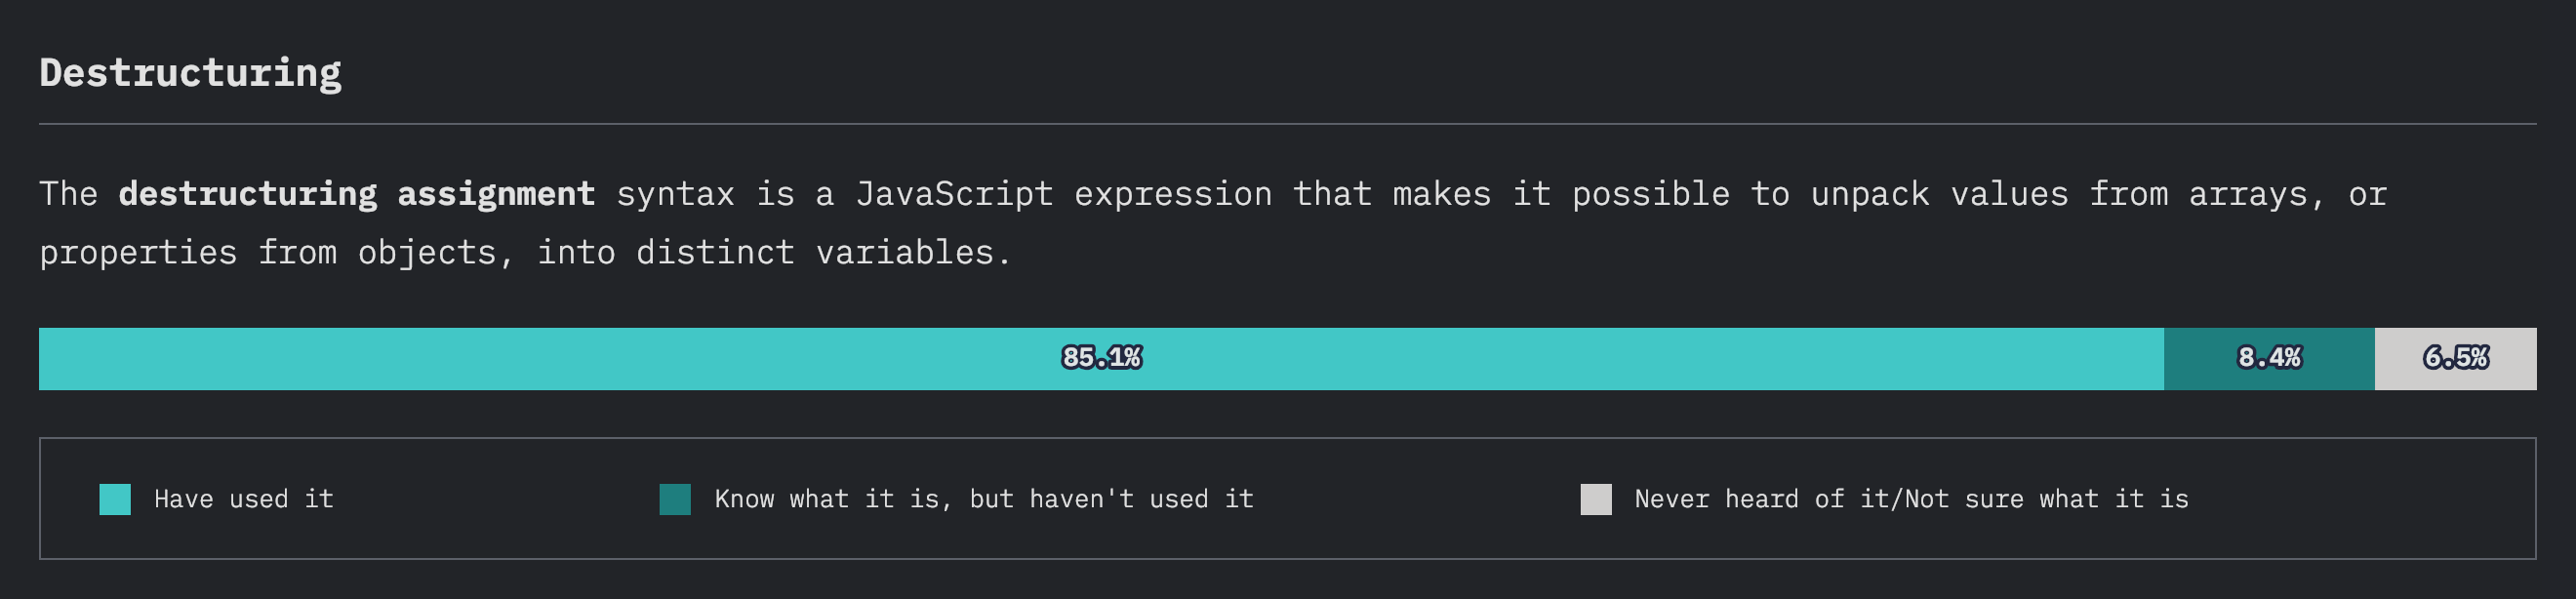 Destructuring
The destructuring assignment syntax is a JavaScript expression that makes it possible to unpack values from arrays, or
properties from objects, into distinct variables.
85.1% 8.4% 6.5%
Have used it Know what it is, but haven't used it Never heard of it/Not sure what it is